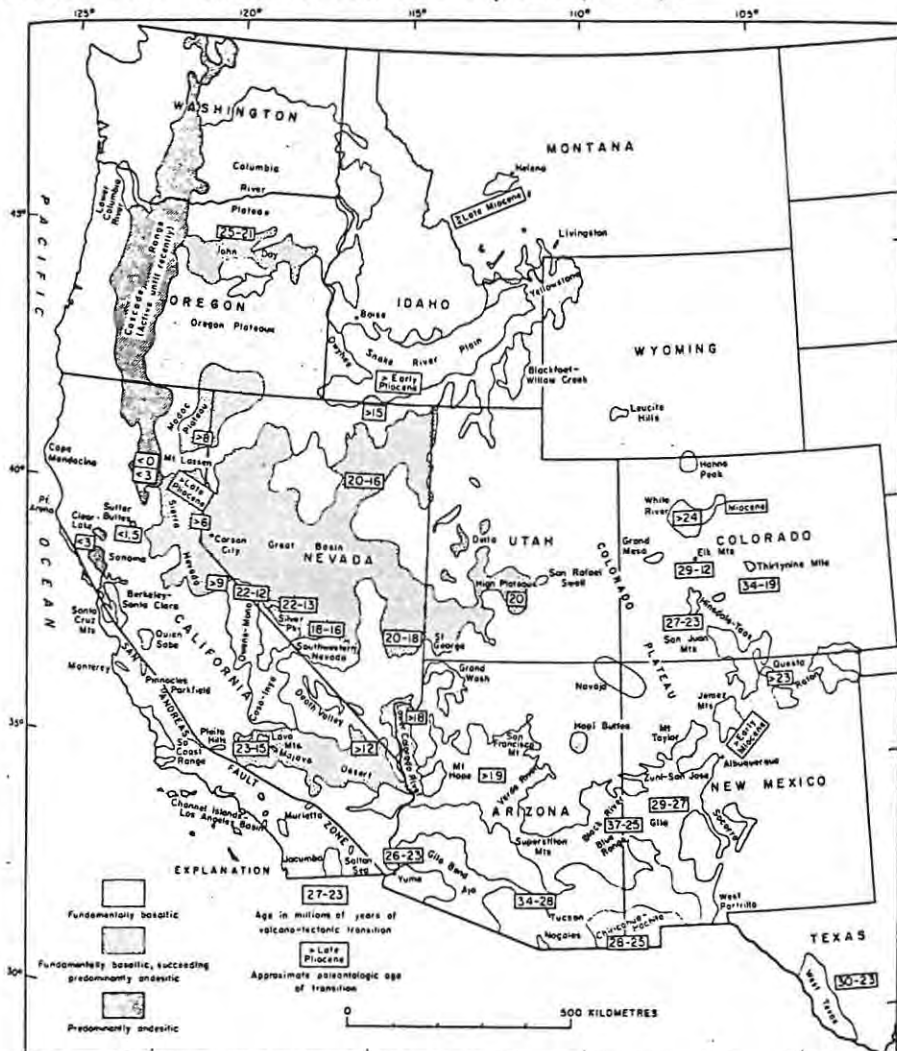 125°
120°
115°
110°
105°
WASHINGTON
MONTANA
Columbia
River
Plateau
Lower
Columbia
River
Helena
>Late Miocene
45°
PACIFIC
OCEAN
25-21
John Day
Livingston
Cascade Range
(Active until recently)
OREGON
Oregon Plateaus
IDAHO
Boise
Yellowstone
Owyhee
Snake River Plain
> Early
Pliocene
WYOMING
Blackfoot-
Willow Creek
Leucite
Hills
>15
Modoc
Plateau
>8
Cape
Mendocino
40°
<0
<3
Mt Lassen
>Late
Pliocene
20-16
Hahns
Peak
Pt. Arena
Clear
Lake
Sutter
Buttes
<1.5
<3
Sonoma
Sierra
Nevada
>6
Carson
City
Great Basin
NEVADA
Delta
UTAH
High Plateaus
20
San Rafael
Swell
White
River
>24
Miocene
COLORADO
Grand
Mesa
Elk Mts
29-12
Thirtynine Mile
34-19
COLORADO
PLATEAU
27-23
San Juan
Mts
Questa
>23
Raton
Berkeley-
Santa Clara
>9
22-12
22-13
Silver Pk
18-16
Southwestern
Nevada
20-18
St
George
Santa
Cruz
Mts
Quien
Sabe
CALIFORNIA
Owens-Mono
Coso-Inyo
Death Valley
Grand
Wash
Navajo
Jemez
Mts
>Early
Miocene
Monterey
Pinnacles
Parkfield
SAN
ANDREAS
FAULT
ZONE
35°
So
Coast
Range
23-15
Lava
Mts
Mojave
Desert
>12
>18
Mt
Hope
San
Francisco
Mt
>19
Verde River
Hopi Buttes
Mt
Taylor
Albuquerque
Zuni-San Jose
NEW MEXICO
ARIZONA
Black River
Blue
Range
37-25
29-27
Gila
Socorro
Channel Islands-
Los Angeles Basin
Murietta
Superstition
Mts
Jacumba
Salton
Sea
26-23
Gila Bend
Yuma
Ajo
34-28
Tucson
Nogales
28-25
West
Portrillo
TEXAS
30-23
West Texas
30°
EXPLANATION
Fundamentally basaltic
Fundamentally basaltic, succeeding
predominantly andesitic
Predominantly andesitic
27-23
Age in millions of years of
volcano-tectonic transition
>Late
Pliocene
Approximate paleontologic age
of transition
0
500 KILOMETRES